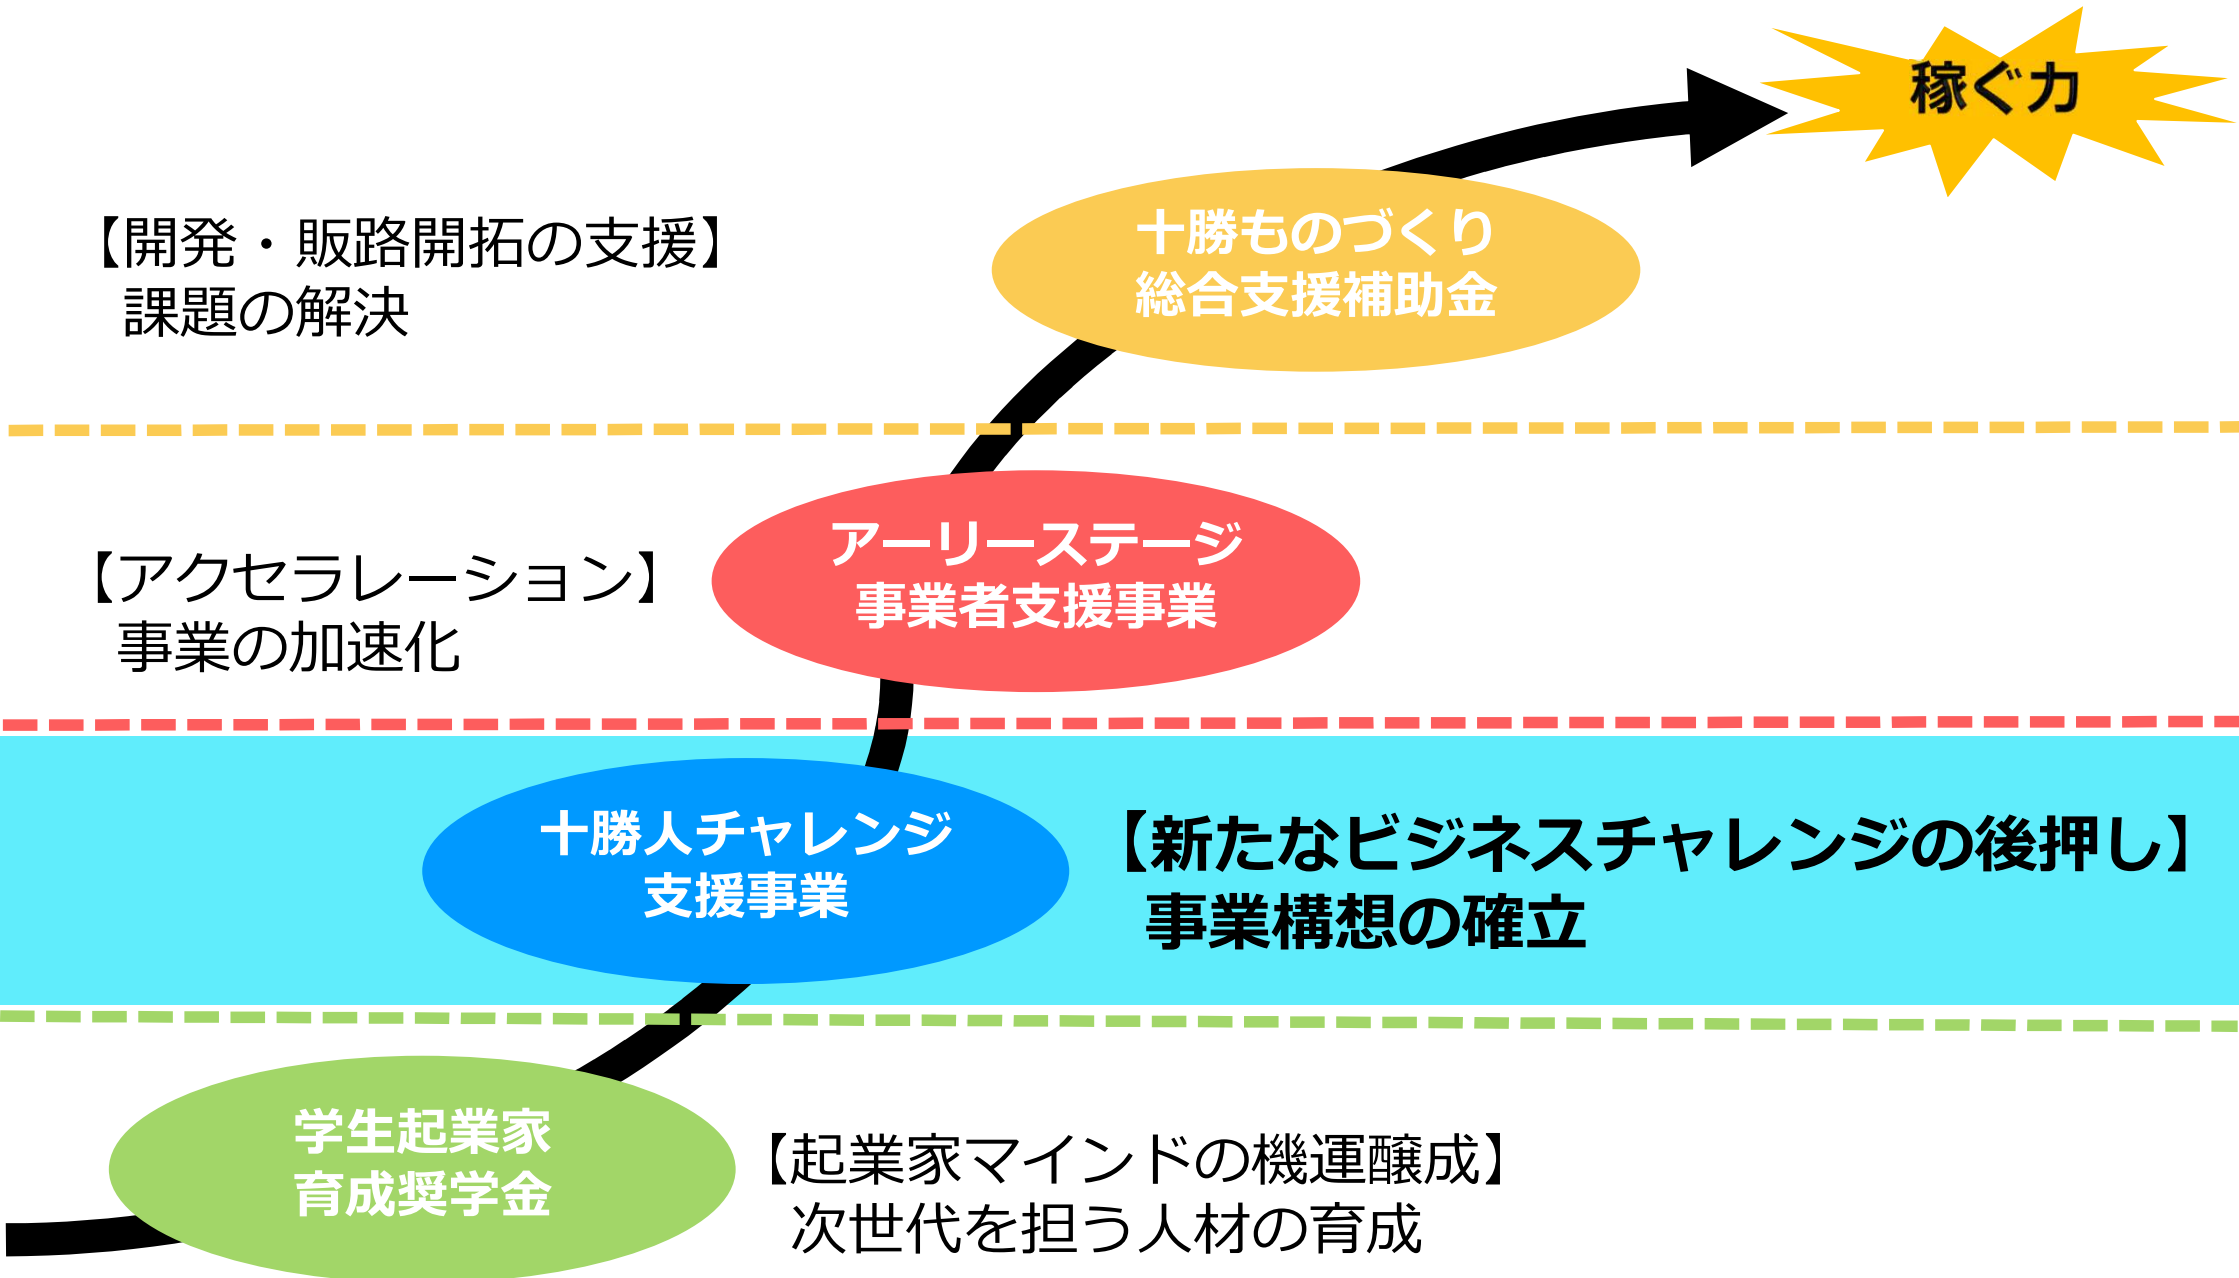 稼ぐ力
【開発・販路開拓の支援】
課題の解決
十勝ものづくり
総合支援補助金
【アクセラレーション】
事業の加速化
アーリーステージ
事業者支援事業
十勝人チャレンジ
支援事業
【新たなビジネスチャレンジの後押し】
事業構想の確立
学生起業家
育成奨学金
【起業家マインドの機運醸成】
次世代を担う人材の育成